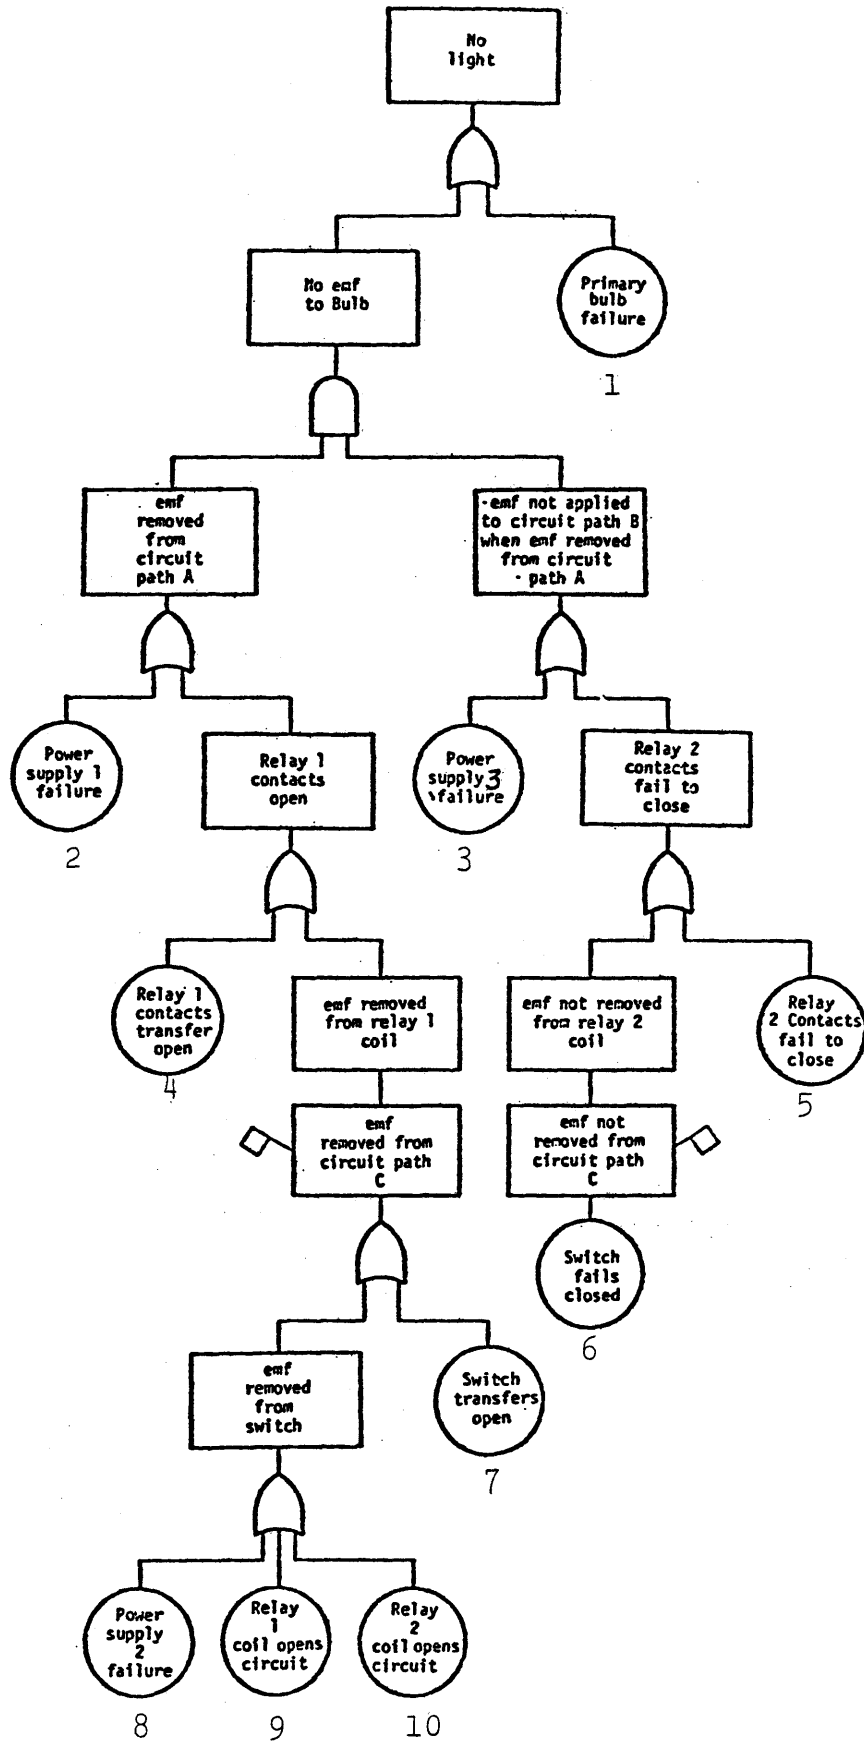 No
light
No emf
to Bulb
Primary
bulb
failure
1
emf
removed
from
circuit
path A
emf not applied
to circuit path B
when emf removed
from circuit
path A
Power
supply 1
failure
2
Relay 1
contacts
open
Power
supply 3
failure
3
Relay 2
contacts
fail to
close
Relay 1
contacts
transfer
open
4
emf removed
from relay 1
coil
emf not removed
from relay 2
coil
Relay
2 Contacts
fail to
close
5
emf
removed from
circuit path
C
emf not
removed from
circuit path
C
Switch
fails
closed
6
emf
removed
from
switch
Switch
transfers
open
7
Power
supply
2
failure
8
Relay
1
coil opens
circuit
9
Relay
2
coil opens
circuit
10